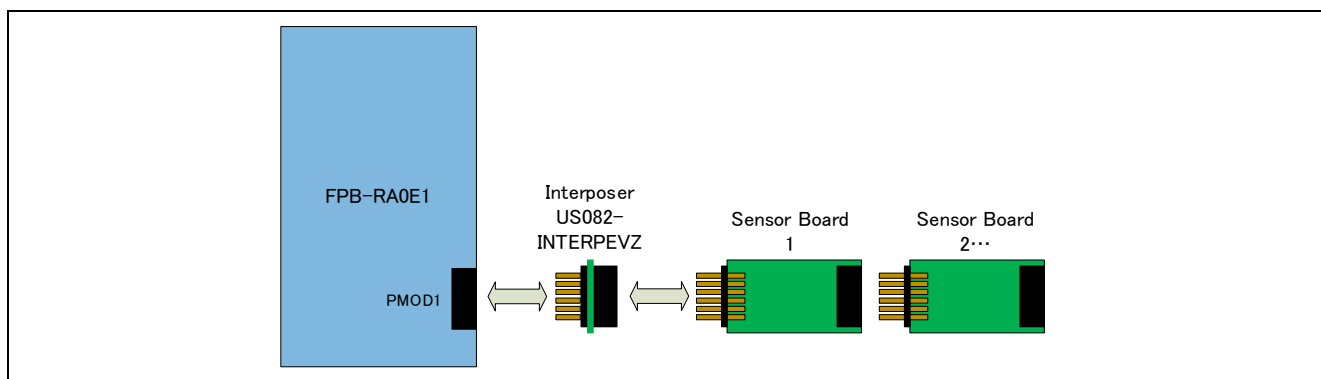 FPB-RA0E1
PMOD1
Interposer
US082-
INTERPEVZ
Sensor Board
1
Sensor Board
2…